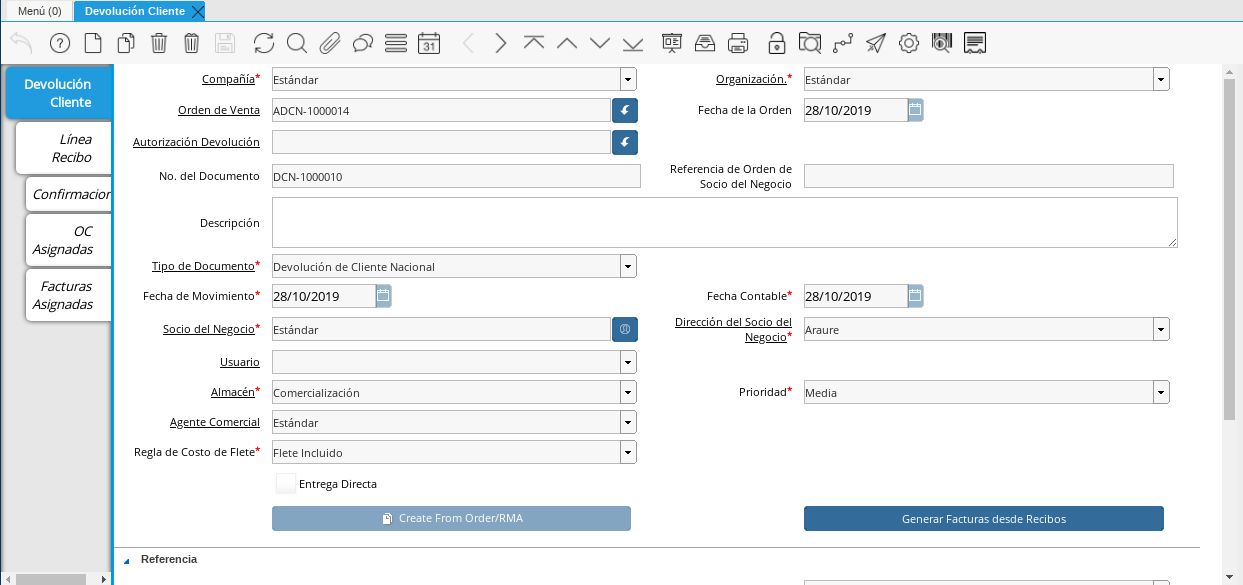 Menú (0)
Devolución Cliente
31
Devolución
Cliente
Línea
Recibo
Confirmacion
OC
Asignadas
Facturas
Asignadas
Compañía* Estándar
Organización.* Estándar
Orden de Venta ADCN-1000014
Fecha de la Orden 28/10/2019
Autorización Devolución
No. del Documento DCN-1000010
Referencia de Orden de
Socio del Negocio
Descripción
Tipo de Documento* Devolución de Cliente Nacional
Fecha de Movimiento* 28/10/2019
Fecha Contable* 28/10/2019
Socio del Negocio* Estándar
Dirección del Socio del
Negocio* Araure
Usuario
Almacén* Comercialización
Prioridad* Media
Agente Comercial Estándar
Regla de Costo de Flete* Flete Incluido
Entrega Directa
Create From Order/RMA
Generar Facturas desde Recibos
Referencia